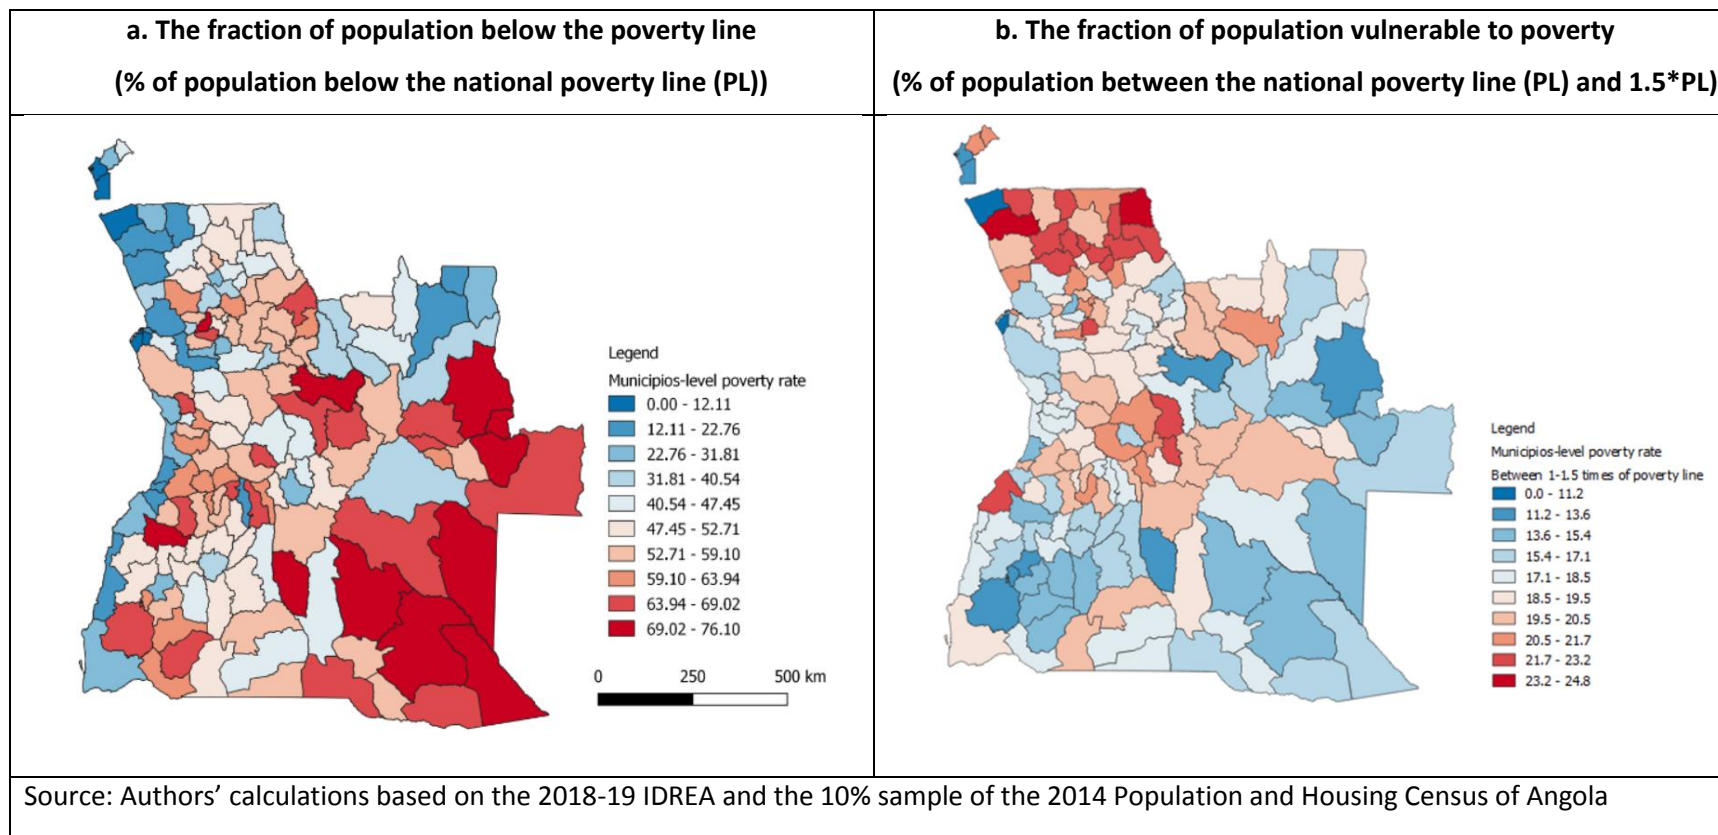 a. The fraction of population below the poverty line
(% of population below the national poverty line (PL))
b. The fraction of population vulnerable to poverty
(% of population between the national poverty line (PL) and 1.5*PL)
Legend
Municipios-level poverty rate
0.00 - 12.11
12.11 - 22.76
22.76 - 31.81
31.81 - 40.54
40.54 - 47.45
47.45 - 52.71
52.71 - 59.10
59.10 - 63.94
63.94 - 69.02
69.02 - 76.10
0 250 500 km
Legend
Municipios-level poverty rate
Between 1-1.5 times of poverty line
0.0 - 11.2
11.2 - 13.6
13.6 - 15.4
15.4 - 17.1
17.1 - 18.5
18.5 - 19.5
19.5 - 20.5
20.5 - 21.7
21.7 - 23.2
23.2 - 24.8
Source: Authors’ calculations based on the 2018-19 IDREA and the 10% sample of the 2014 Population and Housing Census of Angola